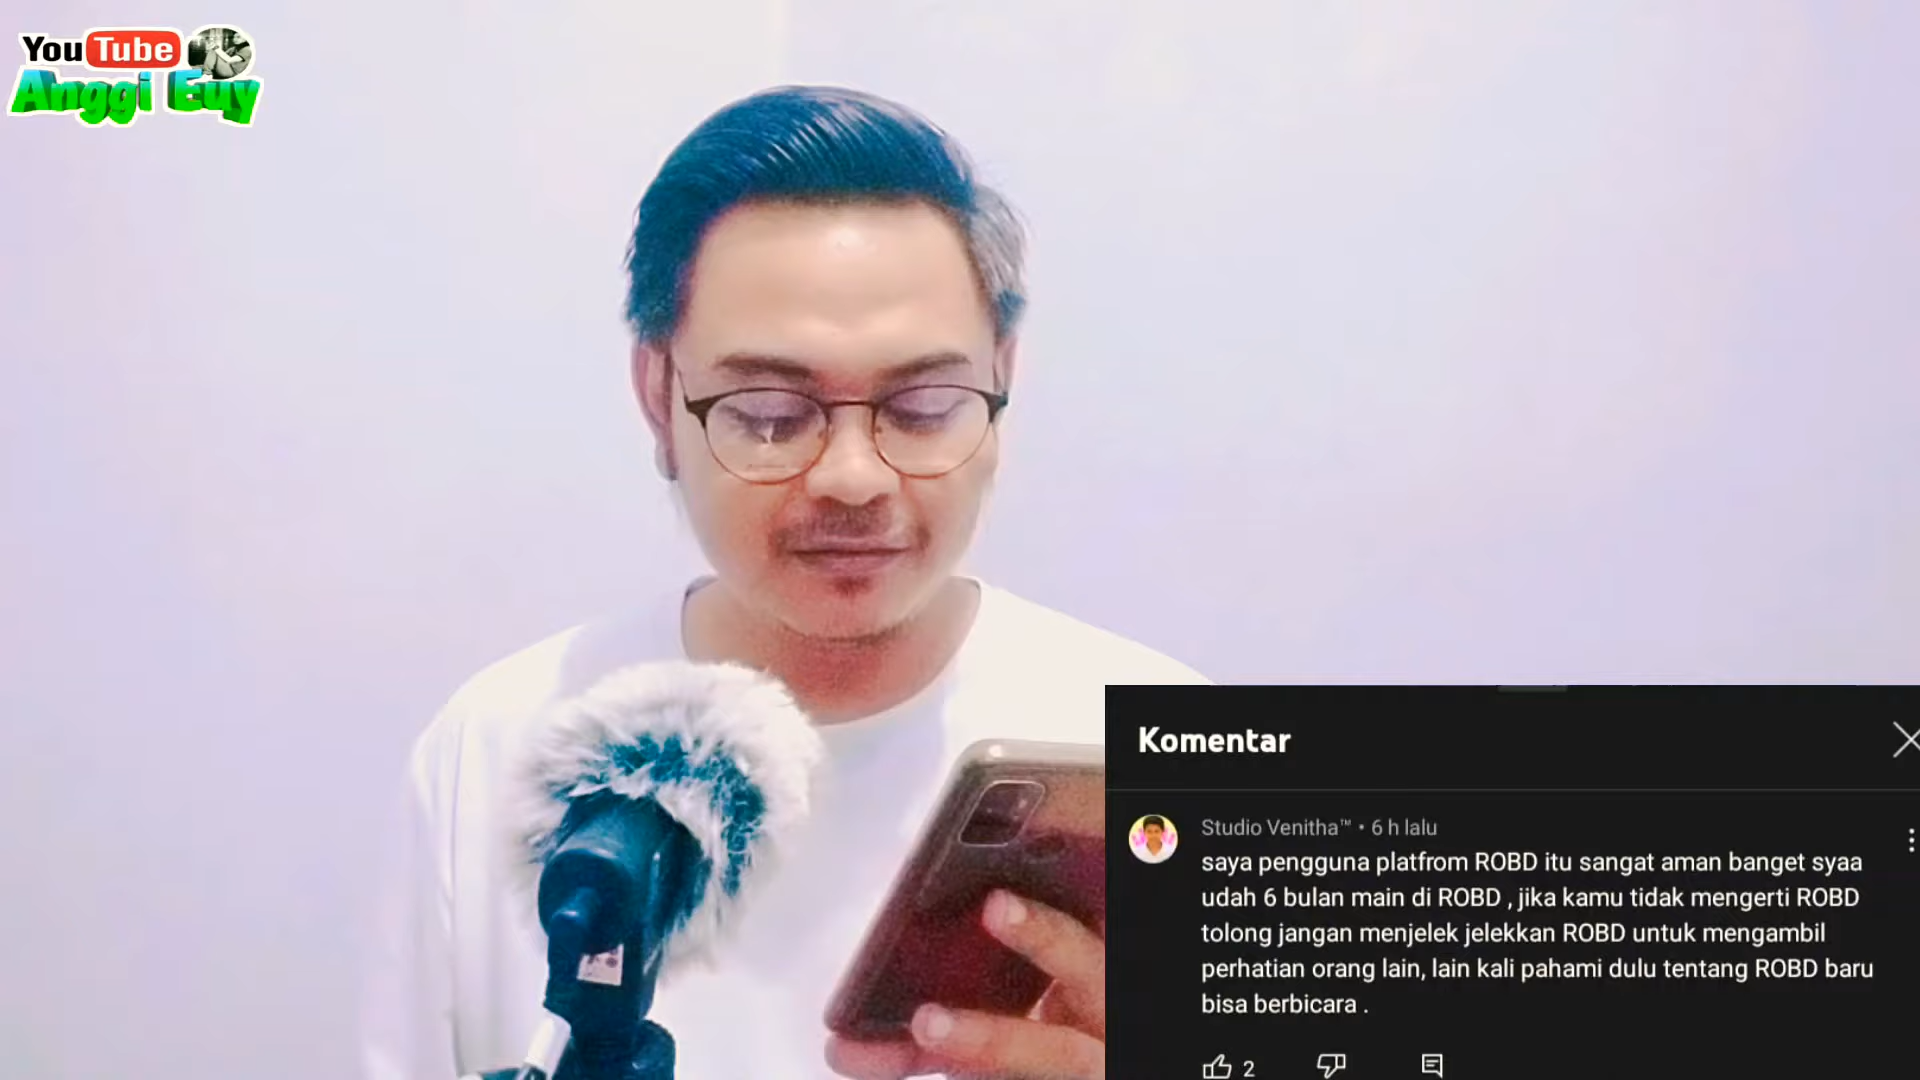 YouTube
Anggi Euy
Komentar
Studio Venitha™ • 6 h lalu
saya pengguna platfrom ROBD itu sangat aman banget syaa
udah 6 bulan main di ROBD , jika kamu tidak mengerti ROBD
tolong jangan menjelek jelekkan ROBD untuk mengambil
perhatian orang lain, lain kali pahami dulu tentang ROBD baru
bisa berbicara .
2